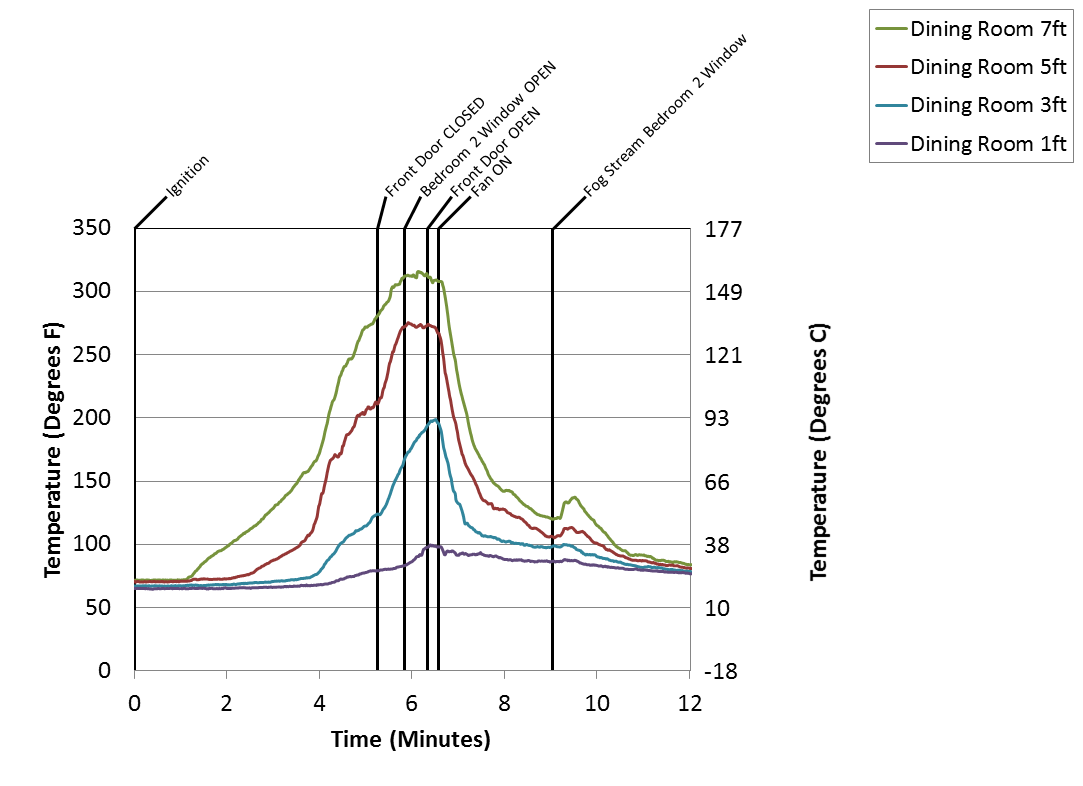 Dining Room 7ft
Dining Room 5ft
Dining Room 3ft
Dining Room 1ft
Ignition
Front Door CLOSED
Bedroom 2 Window OPEN
Front Door OPEN
Fan ON
Fog Stream Bedroom 2 Window
350
300
250
200
150
100
50
0
Temperature (Degrees F)
177
149
121
93
66
38
10
-18
Temperature (Degrees C)
0 2 4 6 8 10 12
Time (Minutes)